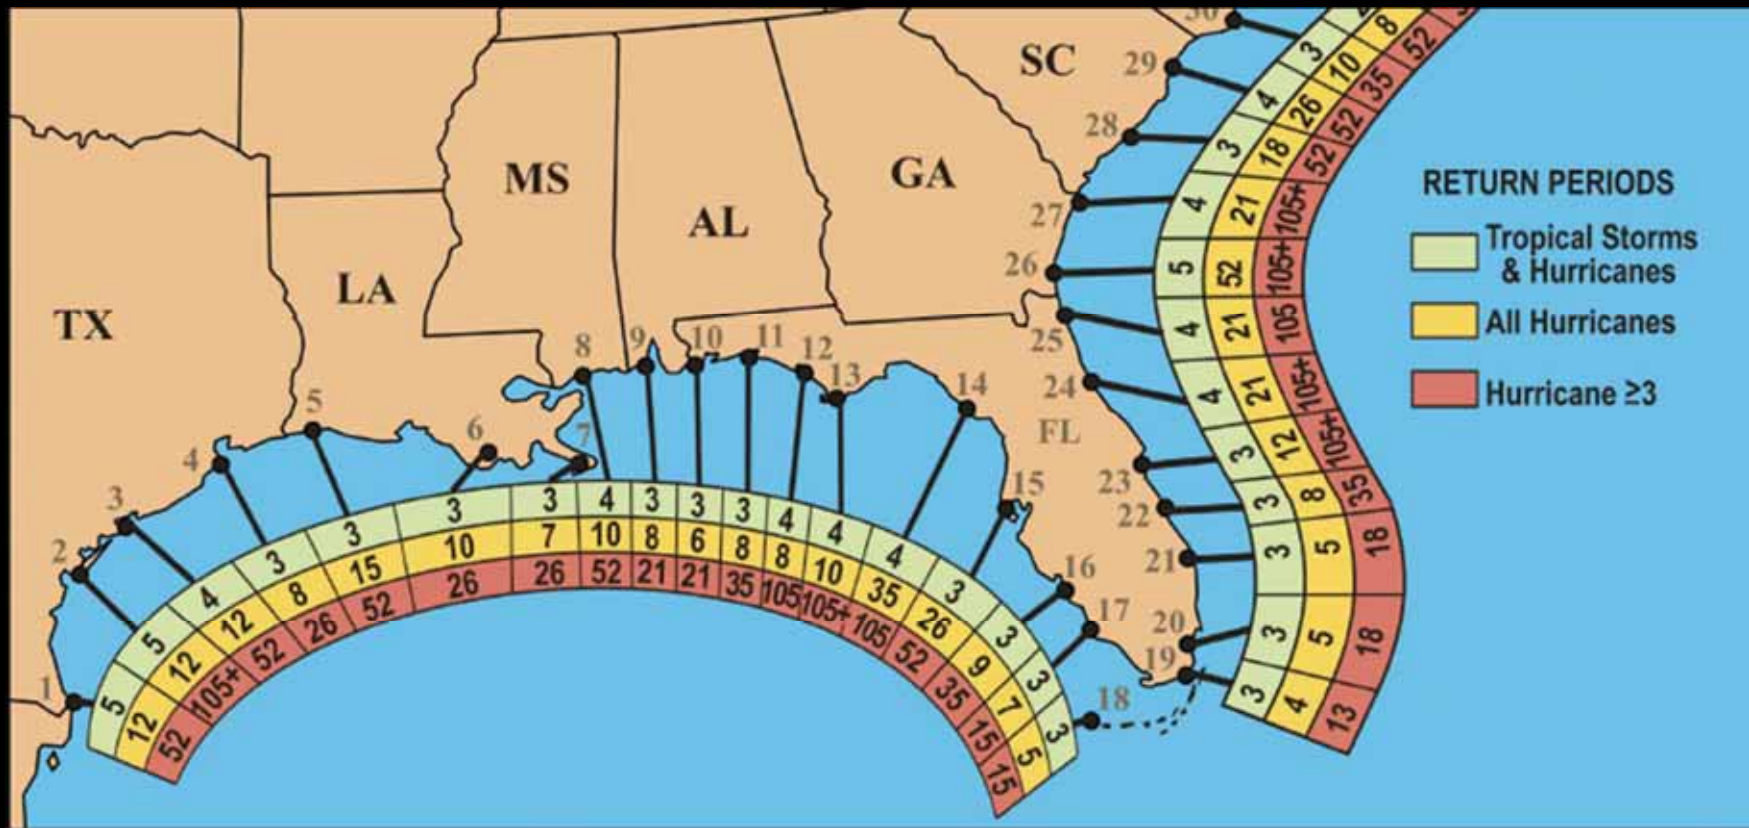 30
SC
29
28
MS
GA
AL
27
26
LA
TX
25
24
FL
23
22
21
20
19
18
17
16
15
14
13
12
11
10
9
8
7
6
5
4
3
2
1
5 5 4 3 3 3 3 4 3 3 3 4 4 4 3 3 3 3
12 12 12 8 15 10 7 10 8 6 8 8 10 35 26 9 7 5
52 105+ 52 26 52 26 26 52 21 21 35 105 105+ 105 52 35 15 15
3 4 3 4 5 4 4 3 3 3 3 3
8 10 26 18 21 52 21 21 12 8 5 5 4
52 35 52 52 105+ 105+ 105 105+ 105+ 35 18 18 13
RETURN PERIODS
Tropical Storms
& Hurricanes
All Hurricanes
Hurricane ≥3